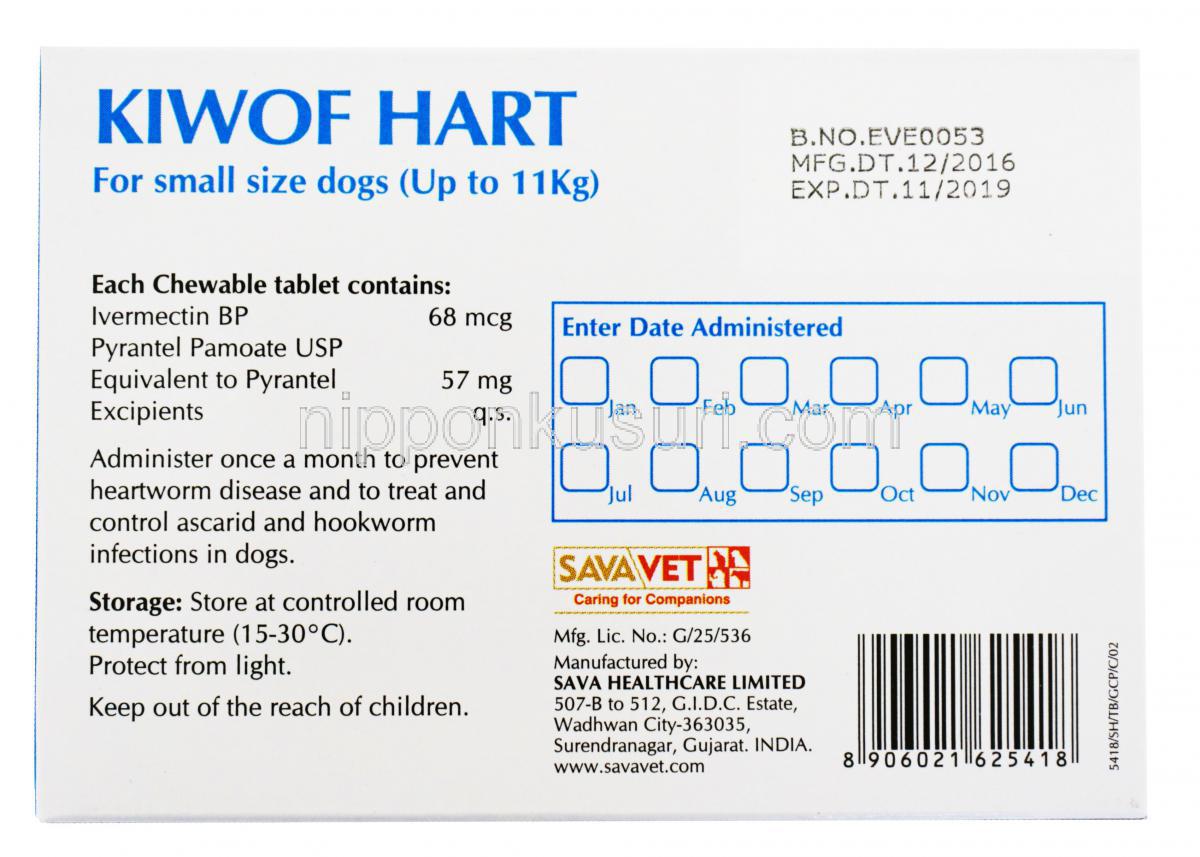 KIWOF HART
For small size dogs (Up to 11Kg)
B.NO.EVE0053
MFG.DT.12/2016
EXP.DT.11/2019
Each Chewable tablet contains:
Ivermectin BP 68 mcg
Pyrantel Pamoate USP
Equivalent to Pyrantel 57 mg
Excipients q.s.
Administer once a month to prevent
heartworm disease and to treat and
control ascarid and hookworm
infections in dogs.
Storage: Store at controlled room
temperature (15-30°C).
Protect from light.
Keep out of the reach of children.
Enter Date Administered
Jan Feb Mar Apr May Jun
Jul Aug Sep Oct Nov Dec
nipponkusuri.com
SAVAVET
Caring for Companions
Mfg. Lic. No.: G/25/536
Manufactured by:
SAVA HEALTHCARE LIMITED
507-B to 512, G.I.D.C. Estate,
Wadhwan City-363035,
Surendranagar, Gujarat. INDIA.
www.savavet.com
8 906021 625418
5418/SH/TB/GCP/C/02